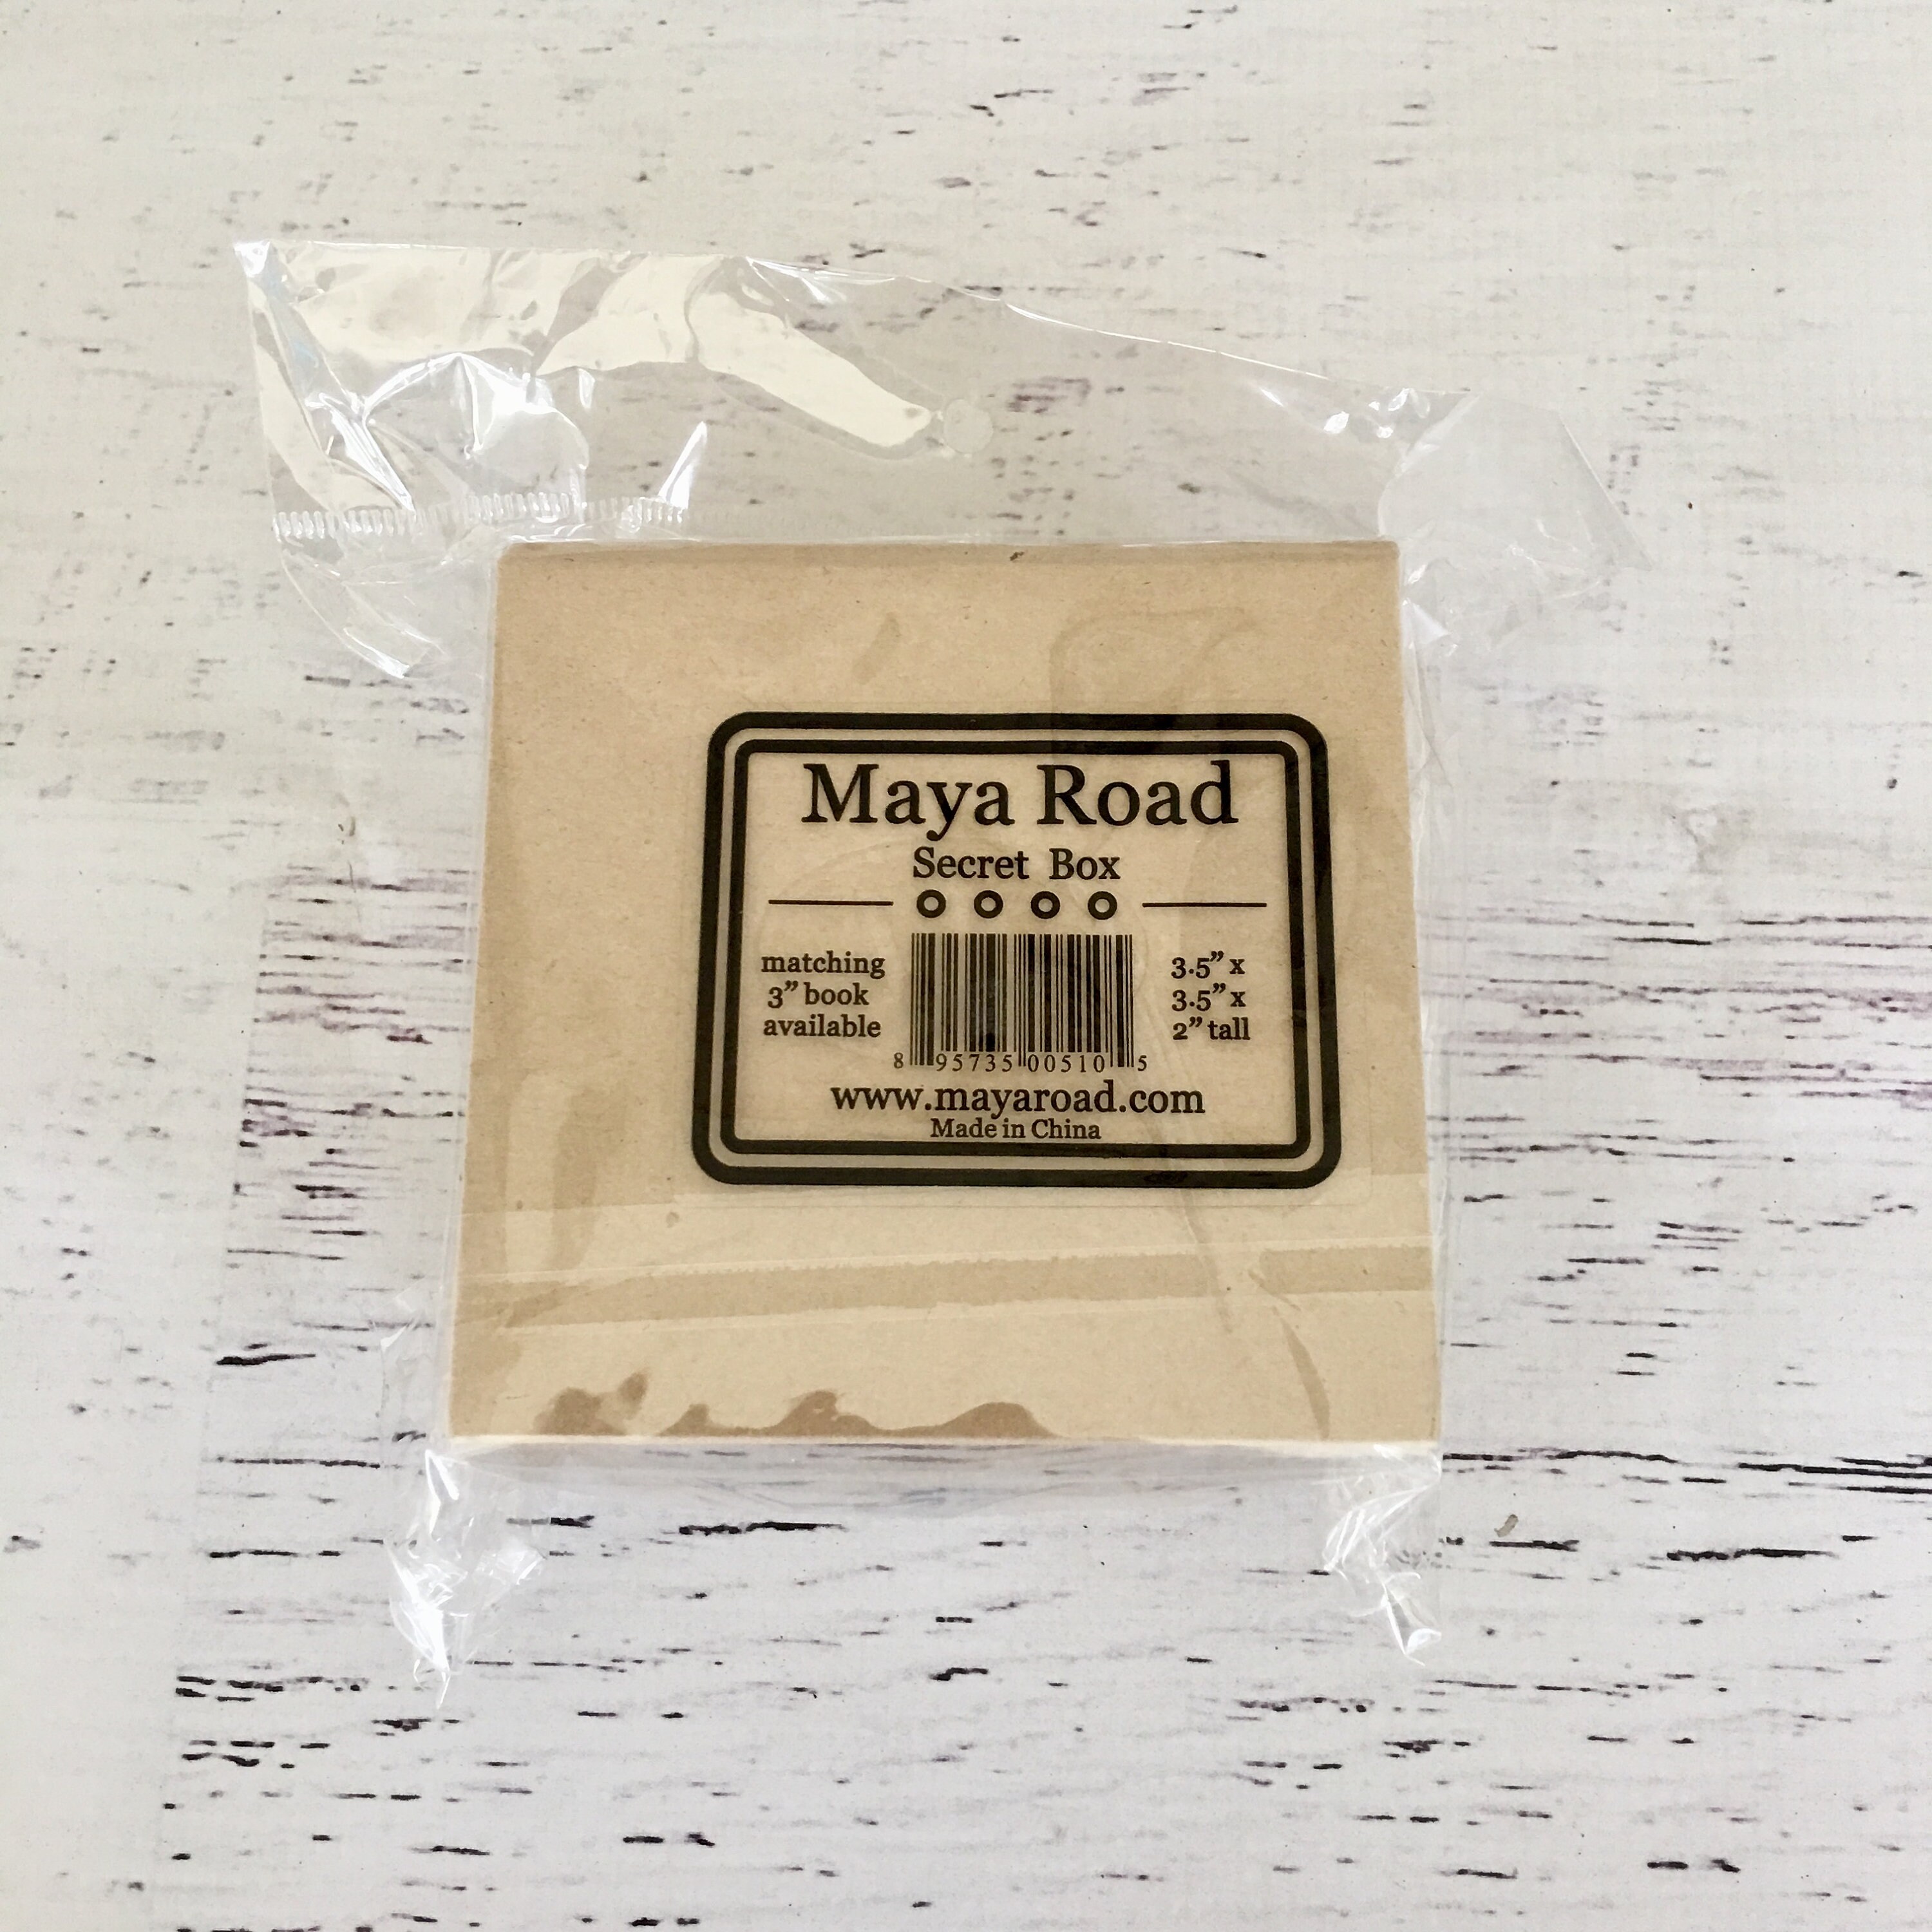 Maya Road
Secret Box
matching
3” book
available
8 95735 00510 5
3.5” x
3.5” x
2” tall
www.mayaroad.com
Made in China